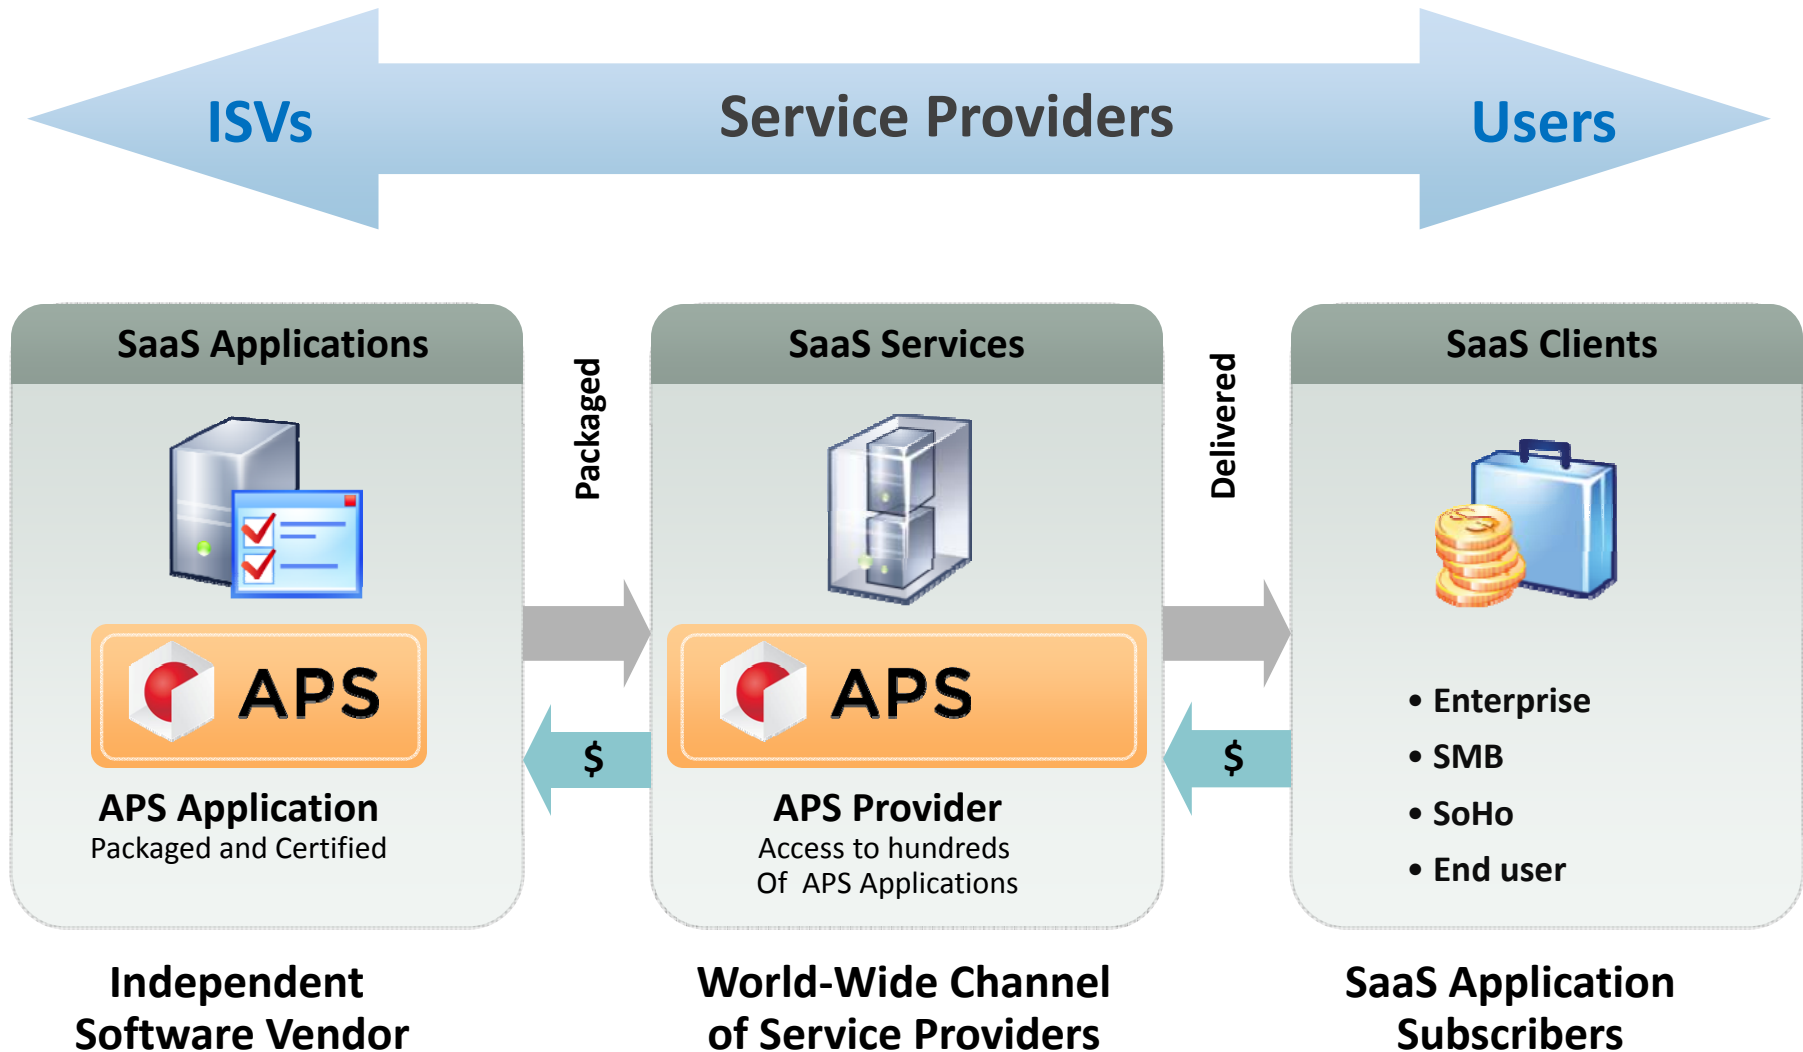 ISVs
Service Providers
Users
SaaS Applications
Packaged
SaaS Services
Delivered
SaaS Clients
APS
APS
$
$
APS Application
Packaged and Certified
APS Provider
Access to hundreds
Of APS Applications
• Enterprise
• SMB
• SoHo
• End user
Independent
Software Vendor
World-Wide Channel
of Service Providers
SaaS Application
Subscribers